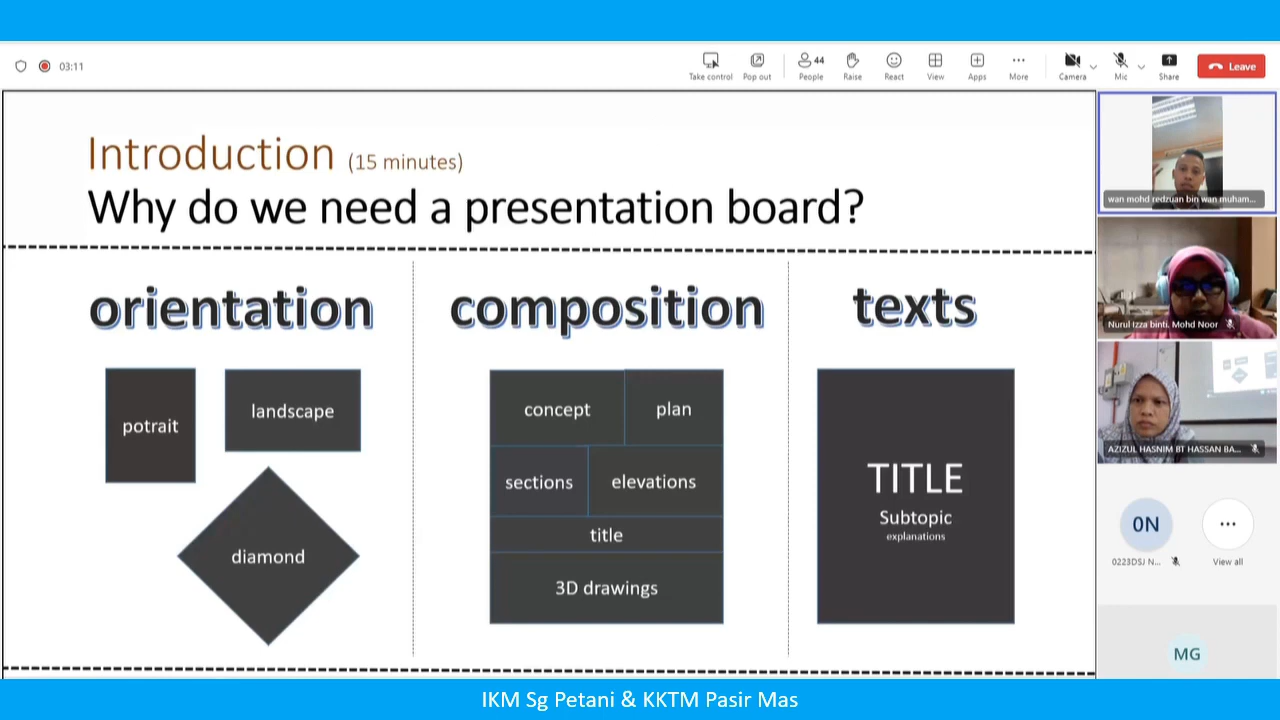 03:11
Take control
Pop out
44
People
Raise
React
View
Apps
More
Camera
Mic
Share
Leave
Introduction (15 minutes)
Why do we need a presentation board?
orientation
composition
texts
potrait
landscape
diamond
concept
plan
sections
elevations
title
3D drawings
TITLE
Subtopic
explanations
wan mohd redzuan bin wan muham...
Nurul Izza binti. Mohd Noor
AZIZUL HASNIM BT HASSAN BA...
0N
0223DSJ N...
View all
MG
IKM Sg Petani & KKTM Pasir Mas